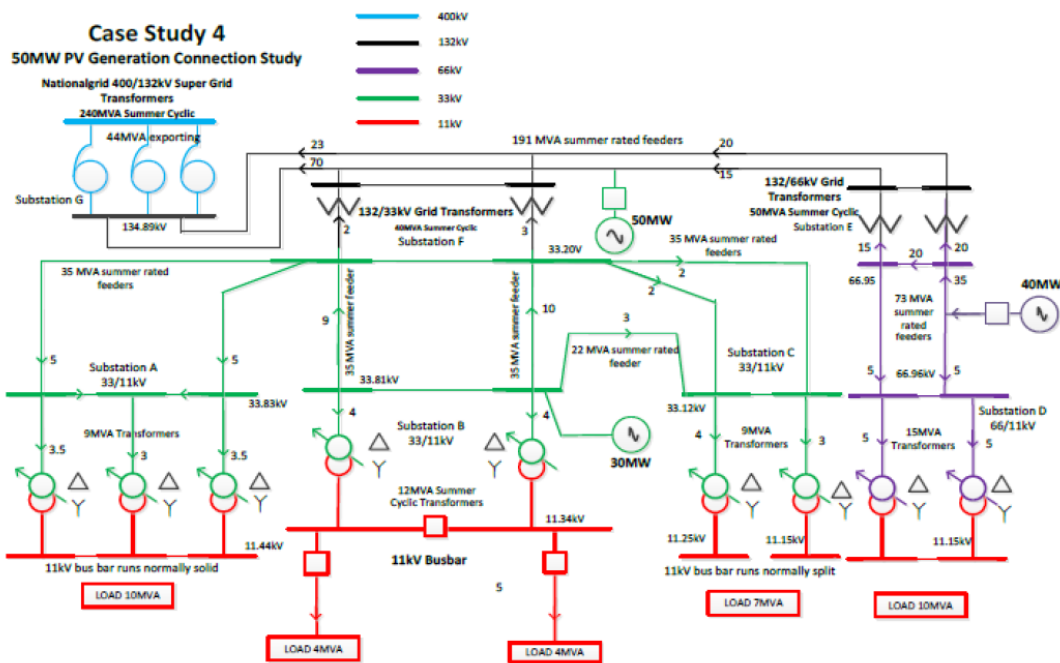 Case Study 4
50MW PV Generation Connection Study
Nationalgrid 400/132kV Super Grid
Transformers
240MVA Summer Cyclic
44MVA exporting
Substation G
134.89kV
400kV
132kV
66kV
33kV
11kV
23
191 MVA summer rated feeders
20
70
15
132/33kV Grid Transformers
40MVA Summer Cyclic
Substation F
2
3
50MW
132/66kV Grid
Transformers
50MVA Summer Cyclic
Substation E
35 MVA summer rated
feeders
33.20V
35 MVA summer rated
feeders
2
2
15
20
20
66.95
35
40MW
73 MVA
summer
rated
feeders
9
35 MVA summer feeder
10
35 MVA summer feeder
3
22 MVA summer rated
feeder
5
5
Substation A
33/11kV
33.83kV
33.81kV
Substation C
33/11kV
33.12kV
5
66.96kV
5
Substation D
66/11kV
9MVA Transformers
3.5
3
3.5
4
Substation B
33/11kV
4
30MW
4
9MVA
Transformers
3
5
15MVA
Transformers
5
12MVA Summer
Cyclic Transformers
11.44kV
11kV bus bar runs normally solid
LOAD 10MVA
11.34kV
11kV Busbar
5
LOAD 4MVA
LOAD 4MVA
11.25kV
11.15kV
11kV bus bar runs normally split
LOAD 7MVA
11.15kV
LOAD 10MVA